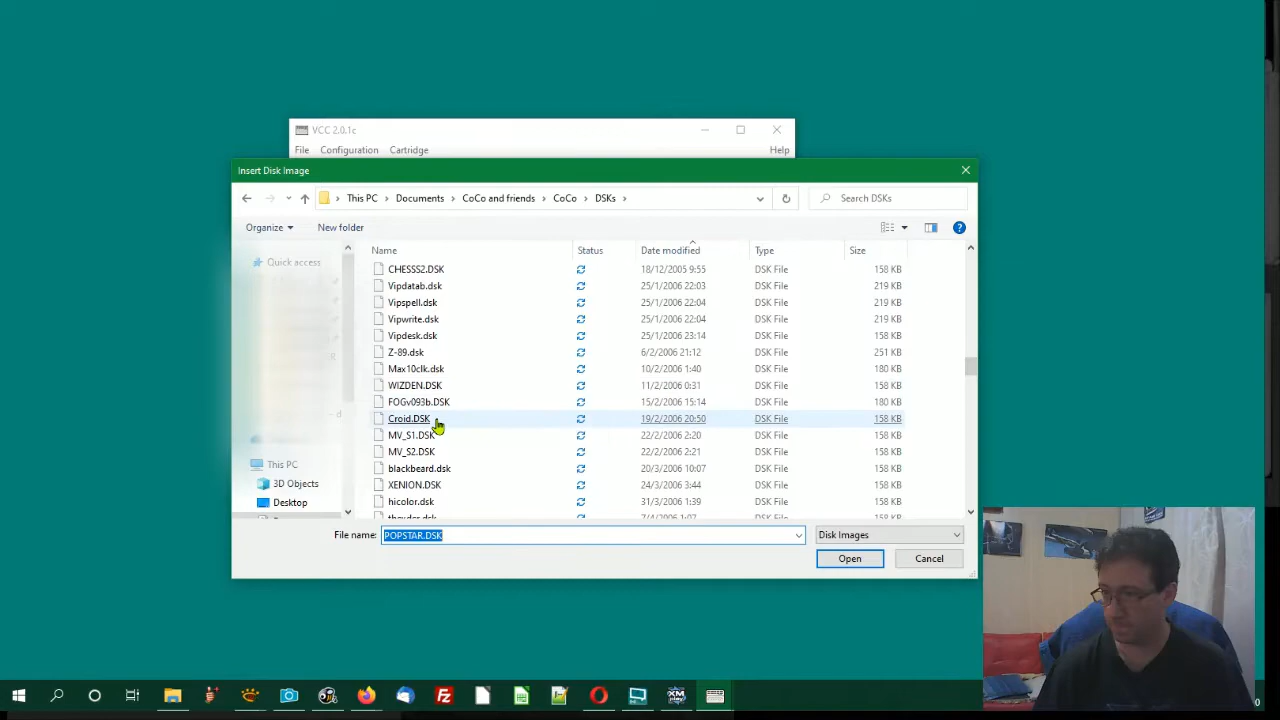 VCC 2.0.1c
File Configuration Cartridge Help
Insert Disk Image
This PC > Documents > CoCo and friends > CoCo > DSKs >
Search DSKs
Organize New folder
Name Status Date modified Type Size
Quick access
CHESSS2.DSK 18/12/2005 9:55 DSK File 158 KB
Vipdatab.dsk 25/1/2006 22:03 DSK File 219 KB
Vipspell.dsk 25/1/2006 22:04 DSK File 219 KB
Vipwrite.dsk 25/1/2006 22:04 DSK File 219 KB
Vipdesk.dsk 25/1/2006 23:14 DSK File 158 KB
Z-89.dsk 6/2/2006 21:12 DSK File 251 KB
Max10clk.dsk 10/2/2006 1:40 DSK File 180 KB
WIZDEN.DSK 11/2/2006 0:31 DSK File 158 KB
FOGv093b.DSK 15/2/2006 15:14 DSK File 180 KB
Croid.DSK 19/2/2006 20:50 DSK File 158 KB
MV_S1.DSK 22/2/2006 2:20 DSK File 158 KB
MV_S2.DSK 22/2/2006 2:21 DSK File 158 KB
blackbeard.dsk 20/3/2006 10:07 DSK File 158 KB
XENION.DSK 24/3/2006 3:44 DSK File 158 KB
hicolor.dsk 31/3/2006 1:39 DSK File 158 KB
This PC
3D Objects
Desktop
File name: POPSTAR.DSK Disk Images
Open Cancel